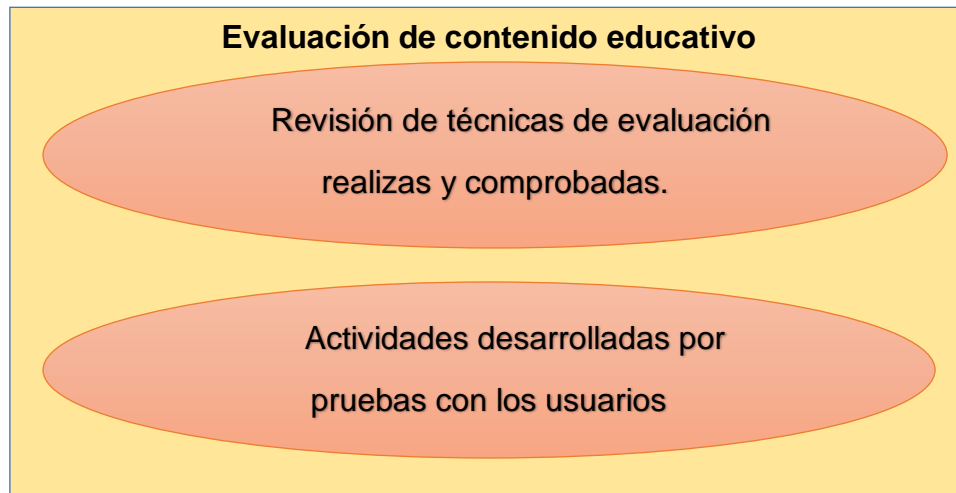 Evaluación de contenido educativo
Revisión de técnicas de evaluación
realizas y comprobadas.
Actividades desarrolladas por
pruebas con los usuarios